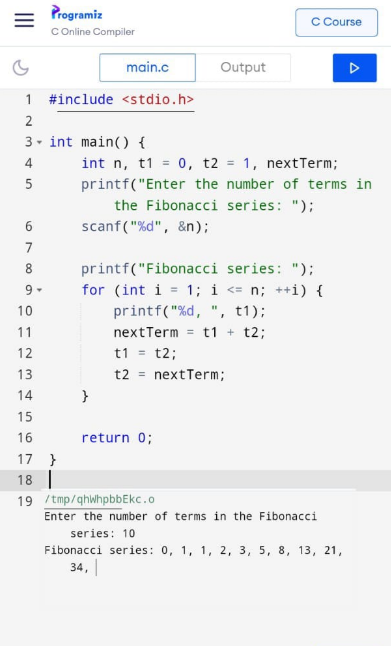 Programiz
C Online Compiler
C Course
main.c
Output
1 #include <stdio.h>
2
3 int main() {
4 int n, t1 = 0, t2 = 1, nextTerm;
5 printf("Enter the number of terms in
the Fibonacci series: ");
6 scanf("%d", &n);
7
8 printf("Fibonacci series: ");
9 for (int i = 1; i <= n; ++i) {
10 printf("%d, ", t1);
11 nextTerm = t1 + t2;
12 t1 = t2;
13 t2 = nextTerm;
14 }
15
16 return 0;
17 }
18
19 /tmp/qhWhpbbEkc.o
Enter the number of terms in the Fibonacci
series: 10
Fibonacci series: 0, 1, 1, 2, 3, 5, 8, 13, 21,
34,